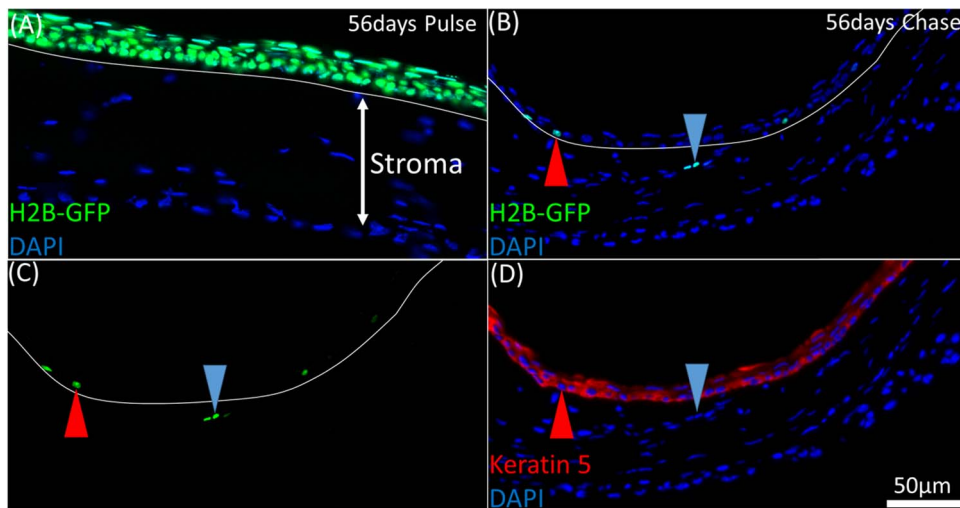 (A)
56days Pulse
Stroma
H2B-GFP
DAPI
(B)
56days Chase
H2B-GFP
DAPI
(C)
(D)
Keratin 5
DAPI
50μm